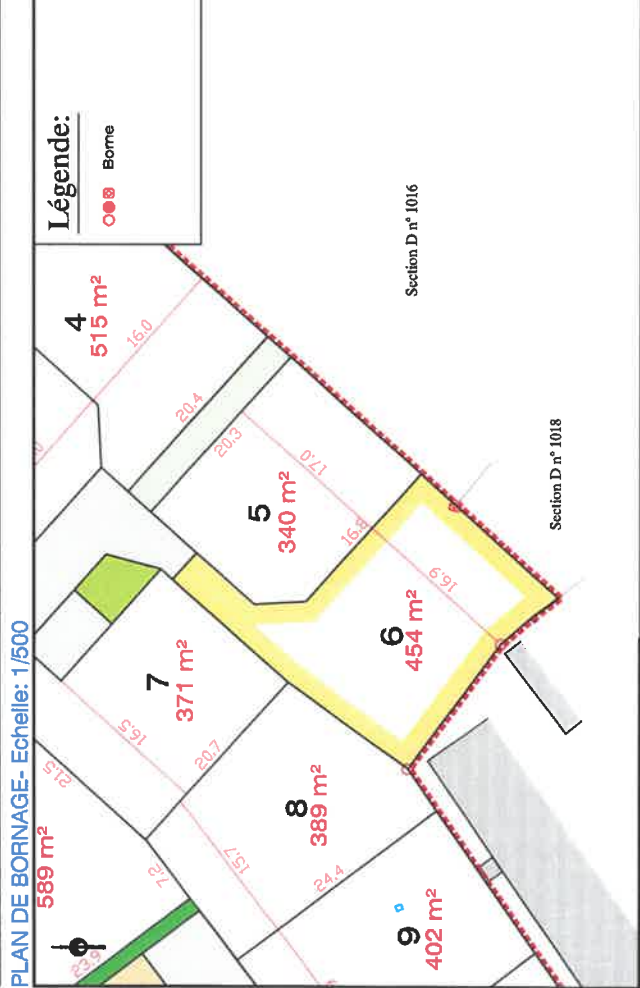 PLAN DE BORNAGE- Echelle: 1/500
Légende:
Borne
4
515 m²
16.0
20.4
20.3
17.0
5
340 m²
16.8
16.9
6
454 m²
7
371 m²
16.5
20.7
21.5
589 m²
7.2
15.7
8
389 m²
24.4
9
402 m²
23.9
Section D n° 1016
Section D n° 1018